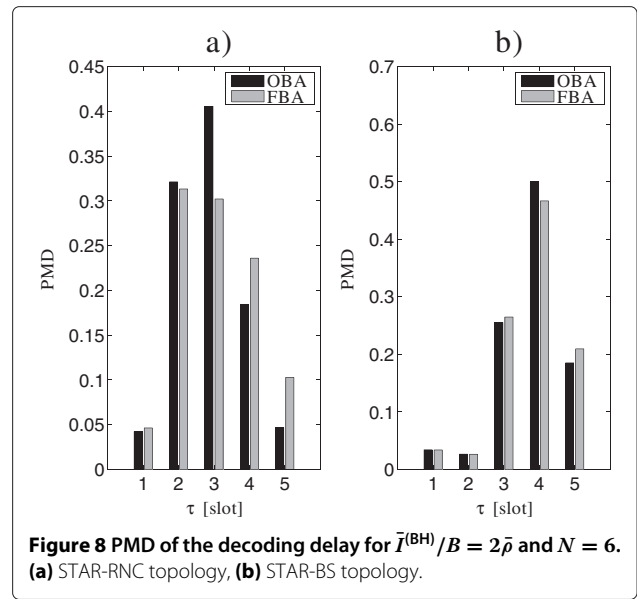 a)
0.45
0.4
0.35
0.3
0.25
0.2
0.15
0.1
0.05
0
PMD
OBA
FBA
1 2 3 4 5
τ [slot]
b)
0.7
0.6
0.5
0.4
0.3
0.2
0.1
0
PMD
OBA
FBA
1 2 3 4 5
τ [slot]
Figure 8 PMD of the decoding delay for Ī^(BH)/B = 2ρ̄ and N = 6.
(a) STAR-RNC topology, (b) STAR-BS topology.